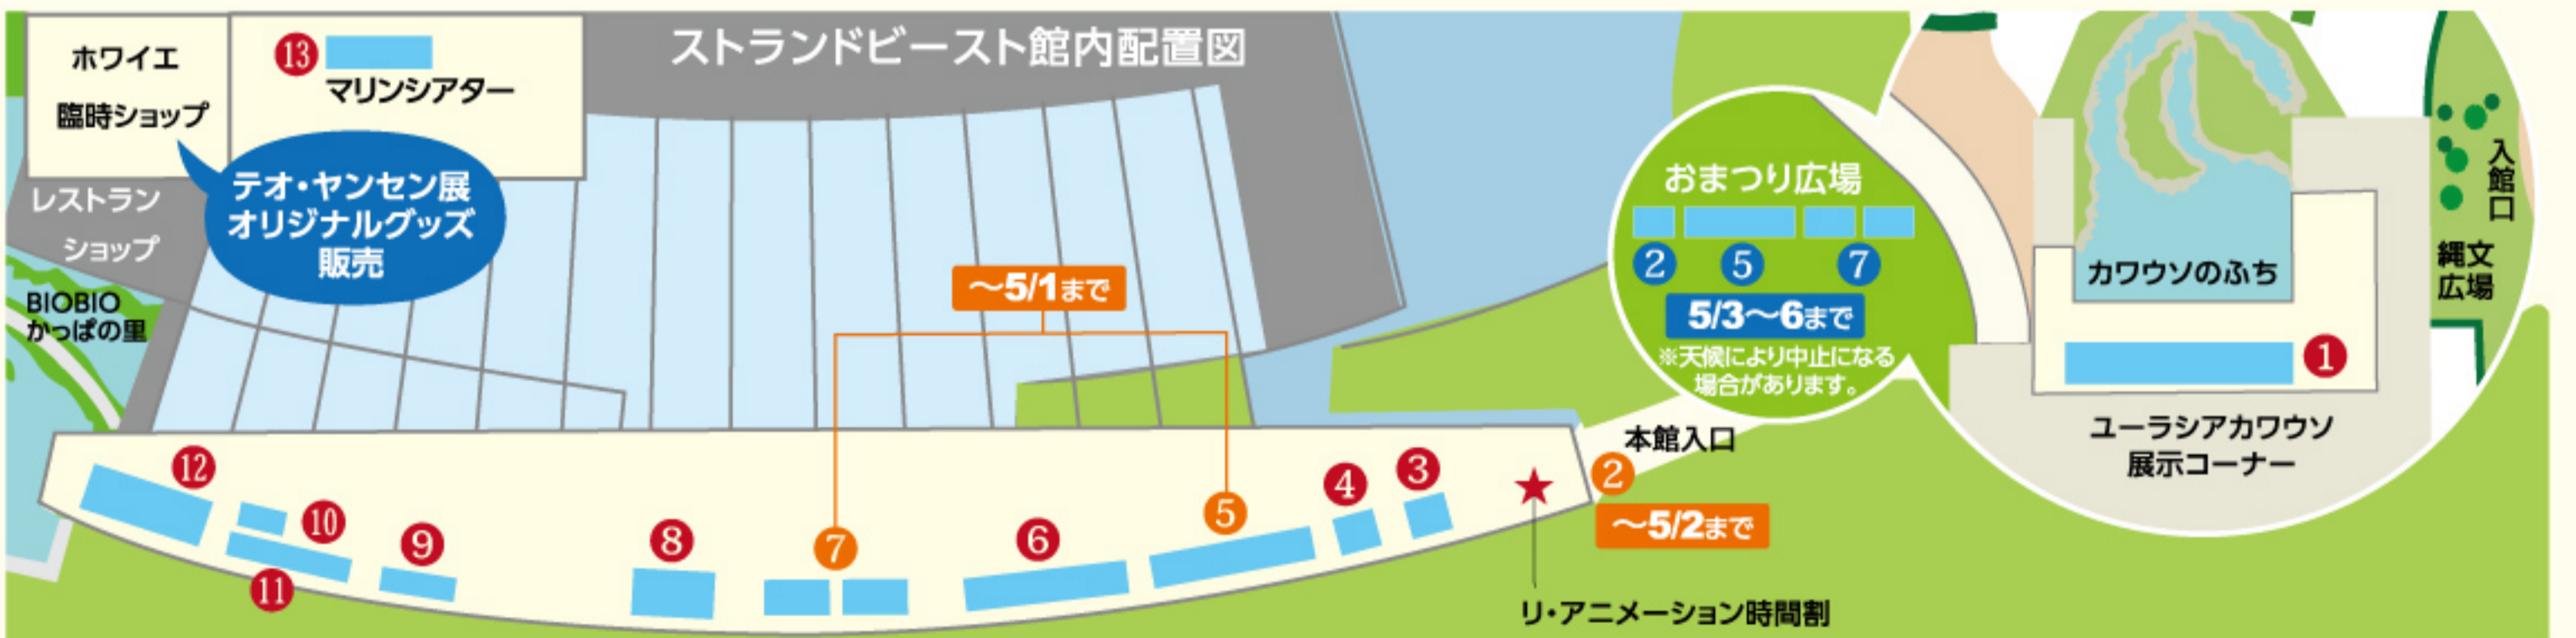 ストランドビースト館内配置図
ホワイエ
臨時ショップ
⑬
マリンシアター
テオ・ヤンセン展
オリジナルグッズ
販売
レストラン
ショップ
BIOBIO
かっぱの里
～5/1まで
おまつり広場
② ⑤ ⑦
5/3～6まで
※天候により中止になる
場合があります。
入館口
縄文
広場
カワウソのふち
①
ユーラシアカワウソ
展示コーナー
本館入口
②
～5/2まで
★
リ・アニメーション時間割
③
④
⑤
⑥
⑦
⑧
⑨
⑩
⑪
⑫